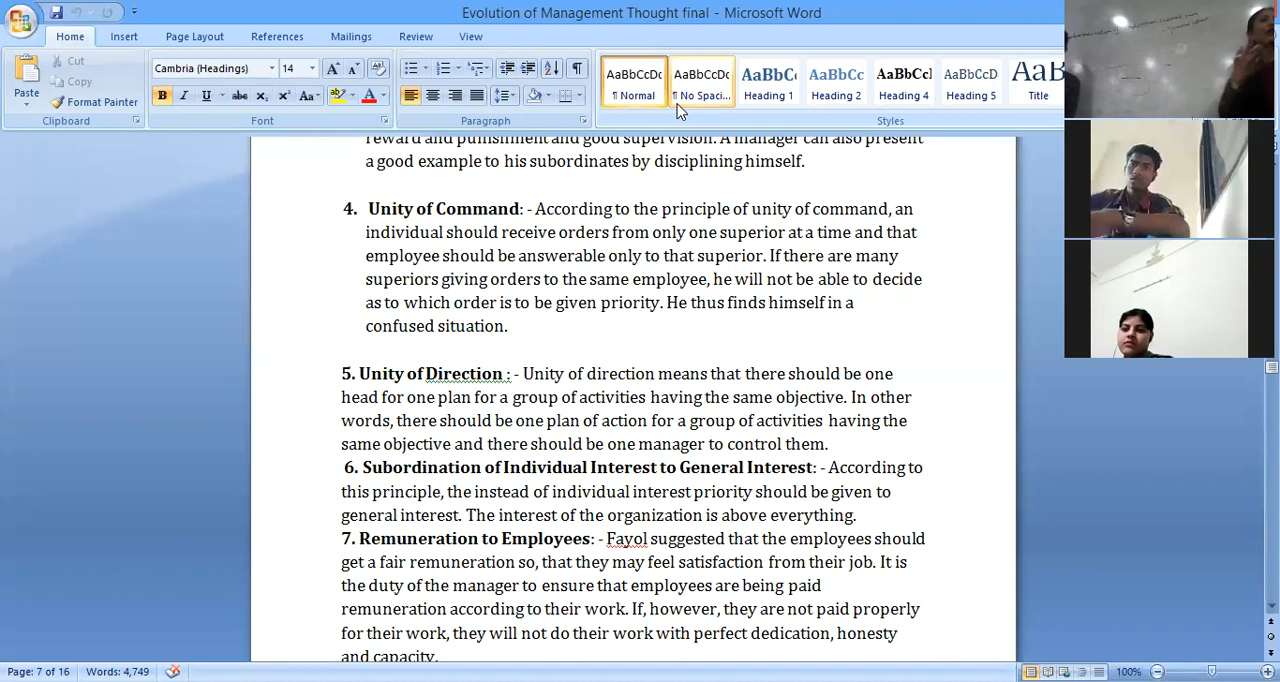 Evolution of Management Thought final - Microsoft Word
Home Insert Page Layout References Mailings Review View
Paste
Cut
Copy
Format Painter
Clipboard
Cambria (Headings) 14
Font
Paragraph
AaBbCcDc AaBbCcDc AaBbC AaBbCc AaBbCcI AaBbCcD AaB
¶ Normal ¶ No Spaci... Heading 1 Heading 2 Heading 4 Heading 5 Title
Styles
reward and punishment and good supervision. A manager can also present
a good example to his subordinates by disciplining himself.
4. Unity of Command: - According to the principle of unity of command, an
individual should receive orders from only one superior at a time and that
employee should be answerable only to that superior. If there are many
superiors giving orders to the same employee, he will not be able to decide
as to which order is to be given priority. He thus finds himself in a
confused situation.
5. Unity of Direction : - Unity of direction means that there should be one
head for one plan for a group of activities having the same objective. In other
words, there should be one plan of action for a group of activities having the
same objective and there should be one manager to control them.
6. Subordination of Individual Interest to General Interest: - According to
this principle, the instead of individual interest priority should be given to
general interest. The interest of the organization is above everything.
7. Remuneration to Employees: - Fayol suggested that the employees should
get a fair remuneration so, that they may feel satisfaction from their job. It is
the duty of the manager to ensure that employees are being paid
remuneration according to their work. If, however, they are not paid properly
for their work, they will not do their work with perfect dedication, honesty
and capacity.
Page: 7 of 16 Words: 4,749 100%